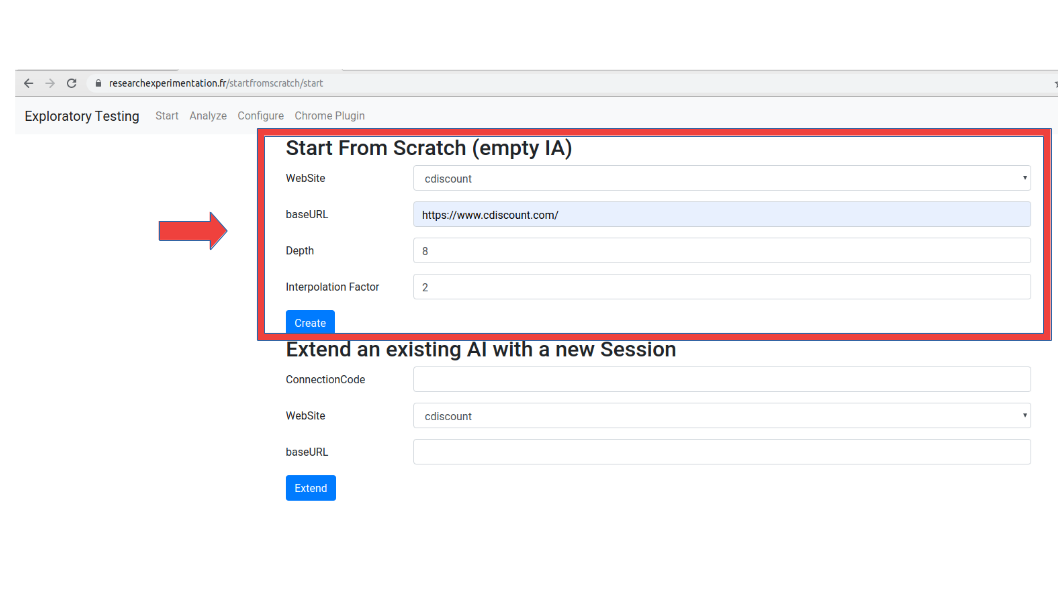 researchexperimentation.fr/startfromscratch/start
Exploratory Testing Start Analyze Configure Chrome Plugin
Start From Scratch (empty IA)
WebSite cdiscount
baseURL https://www.cdiscount.com/
Depth 8
Interpolation Factor 2
Create
Extend an existing AI with a new Session
ConnectionCode
WebSite cdiscount
baseURL
Extend